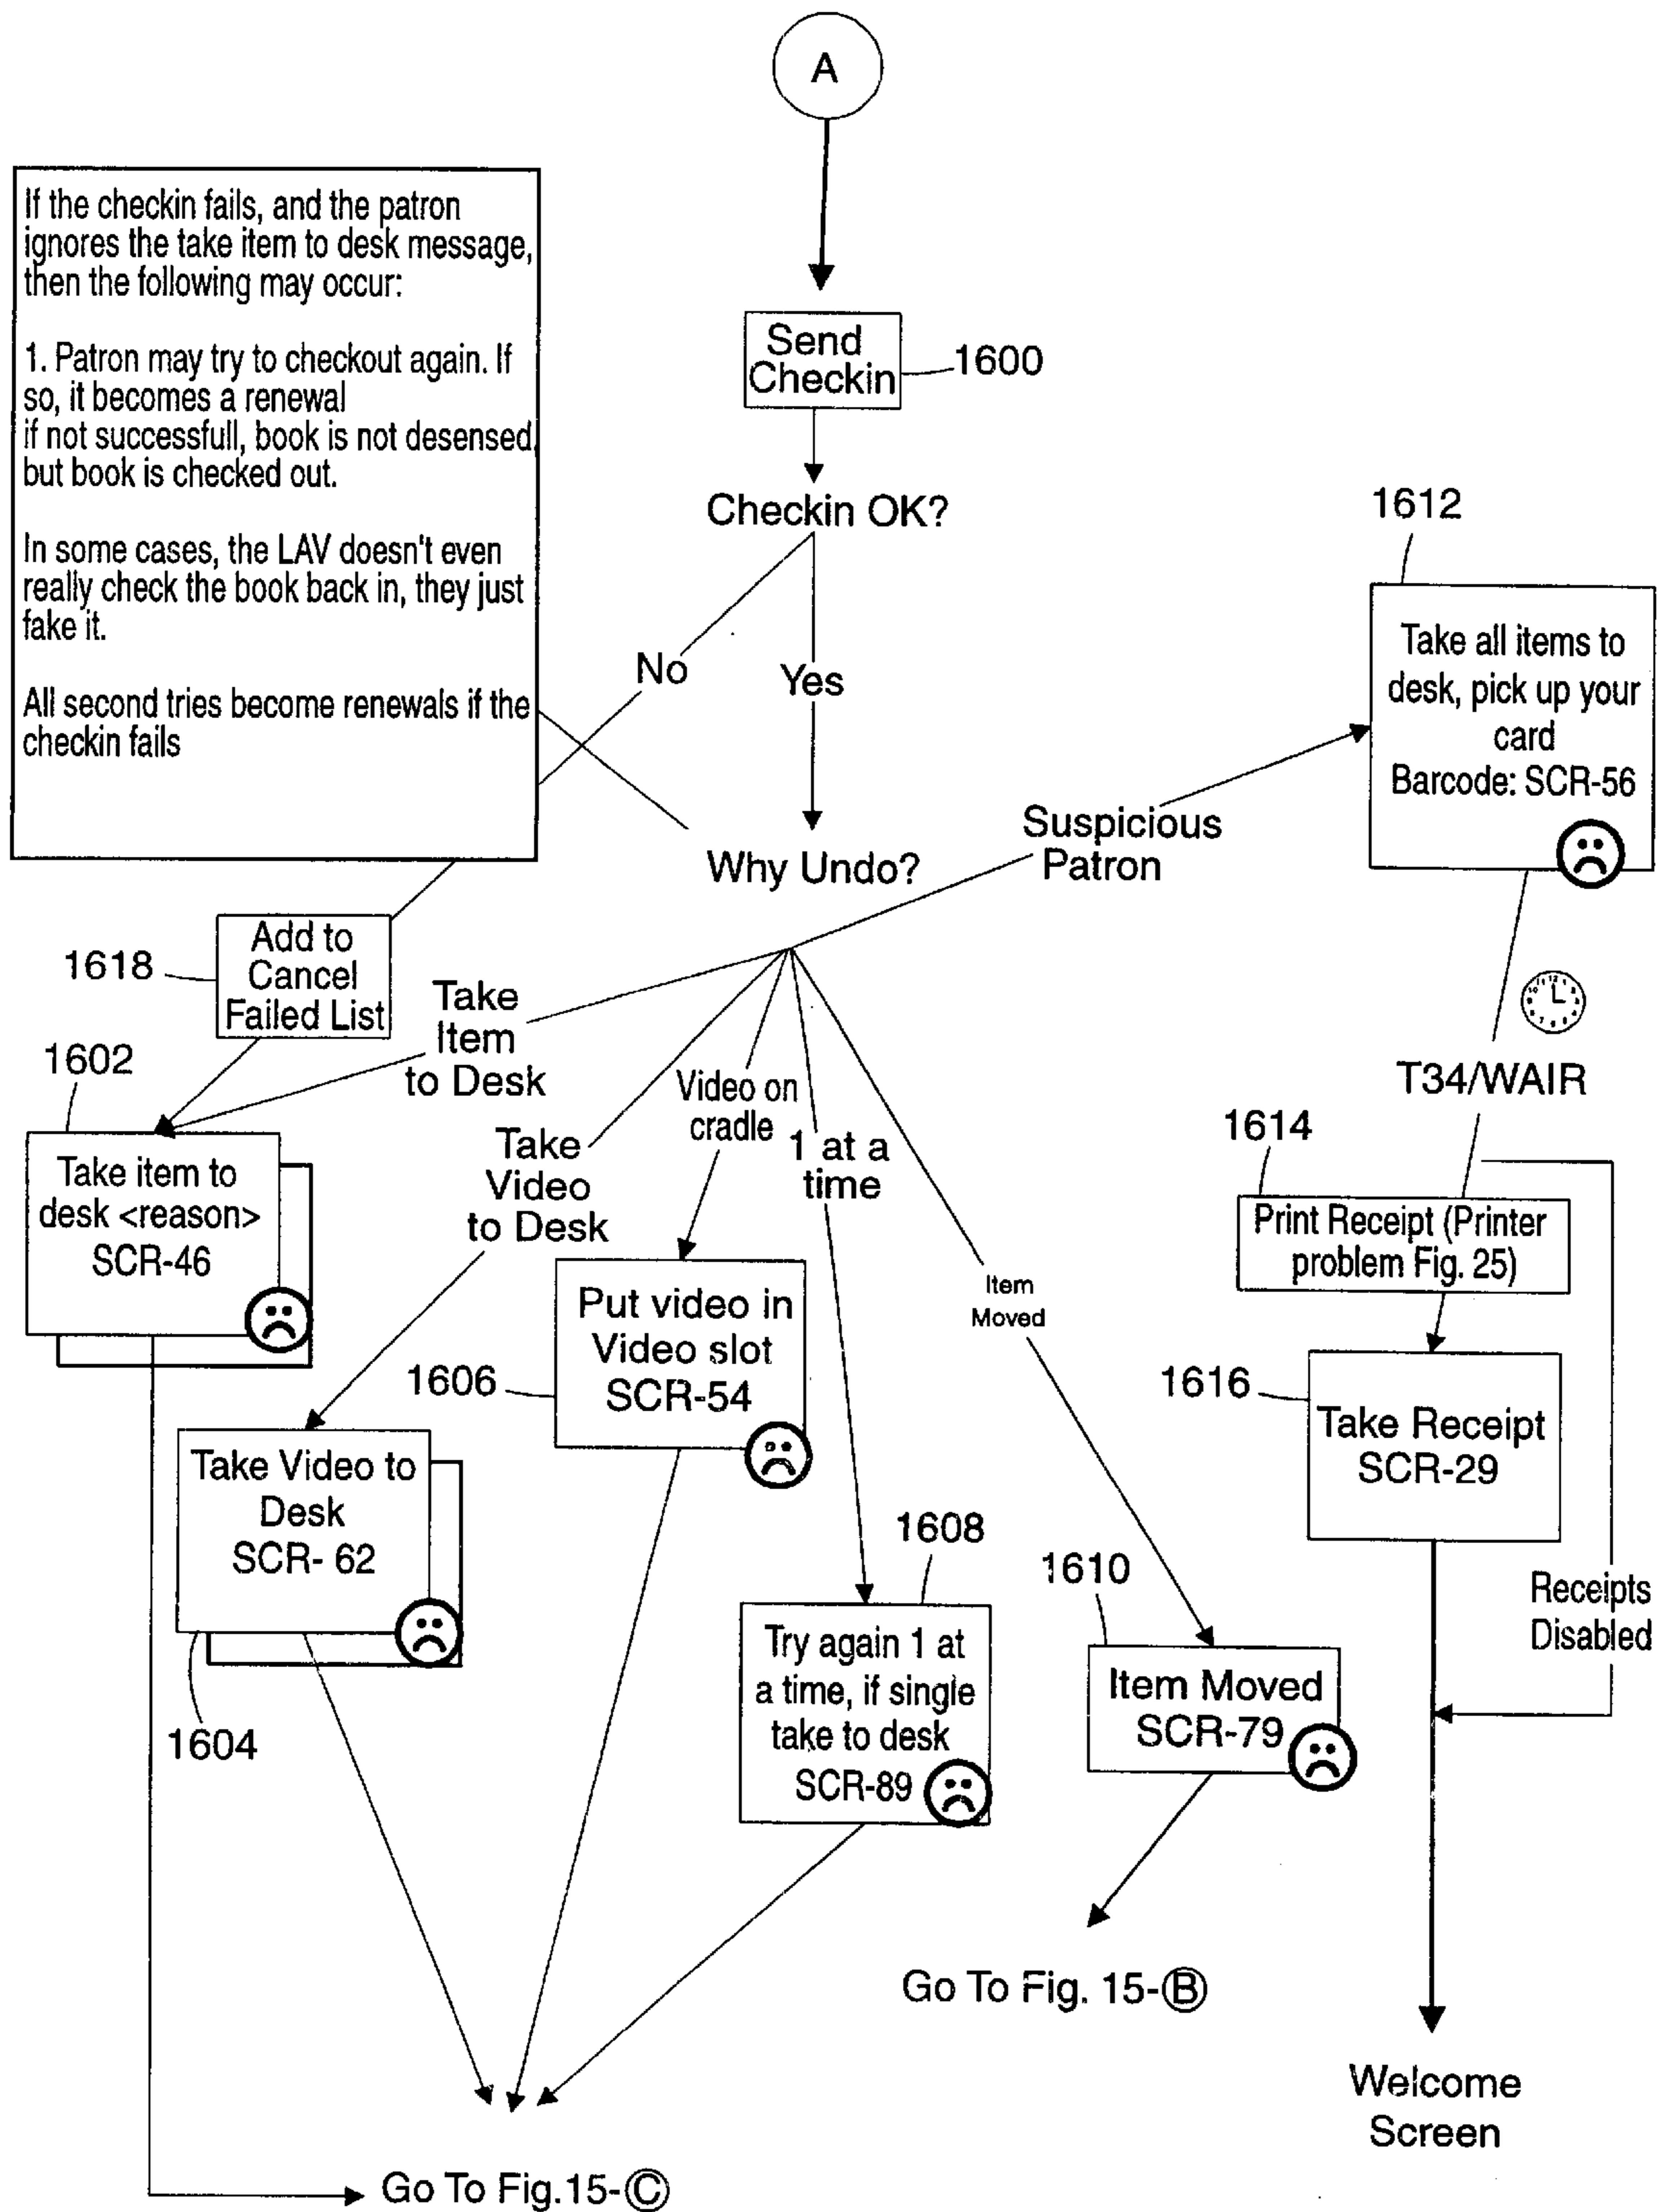 A
If the checkin fails, and the patron
ignores the take item to desk message,
then the following may occur:
1. Patron may try to checkout again. If
so, it becomes a renewal
if not successfull, book is not desensed,
but book is checked out.
In some cases, the LAV doesn't even
really check the book back in, they just
fake it.
All second tries become renewals if the
checkin fails
Send
Checkin
1600
Checkin OK?
No
Yes
Why Undo?
Suspicious
Patron
1612
Take all items to
desk, pick up your
card
Barcode: SCR-56
1618
Add to
Cancel
Failed List
Take
Item
to Desk
1602
Take item to
desk <reason>
SCR-46
Take
Video
to Desk
Video on
cradle
1 at a
time
Item
Moved
T34/WAIR
1614
Print Receipt (Printer
problem Fig. 25)
1616
Take Receipt
SCR-29
Receipts
Disabled
1606
Put video in
Video slot
SCR-54
Take Video to
Desk
SCR- 62
1604
1608
Try again 1 at
a time, if single
take to desk
SCR-89
1610
Item Moved
SCR-79
Go To Fig. 15-B
Welcome
Screen
Go To Fig.15-C